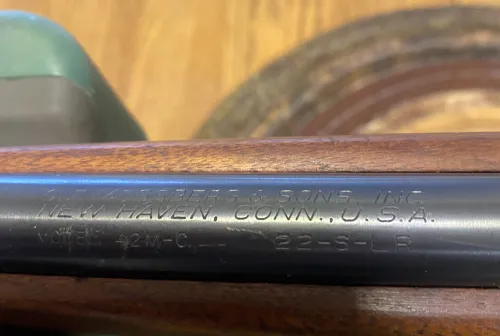 & SONS, INC.
NEW HAVEN, CONN., U.S.A.
42M-C 22-S-LR